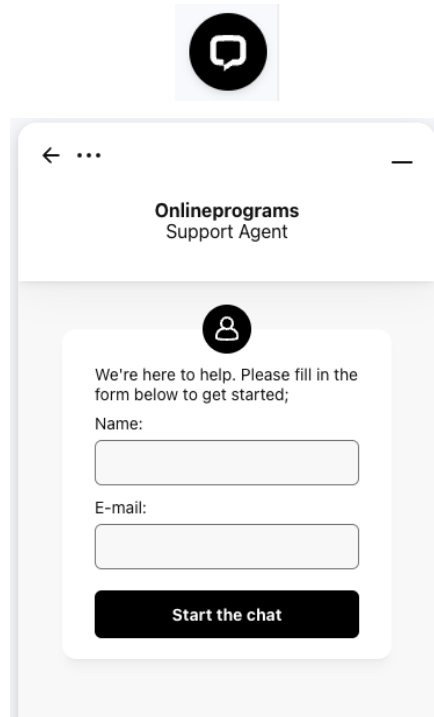 Onlineprograms
Support Agent
We're here to help. Please fill in the
form below to get started;
Name:
E-mail:
Start the chat